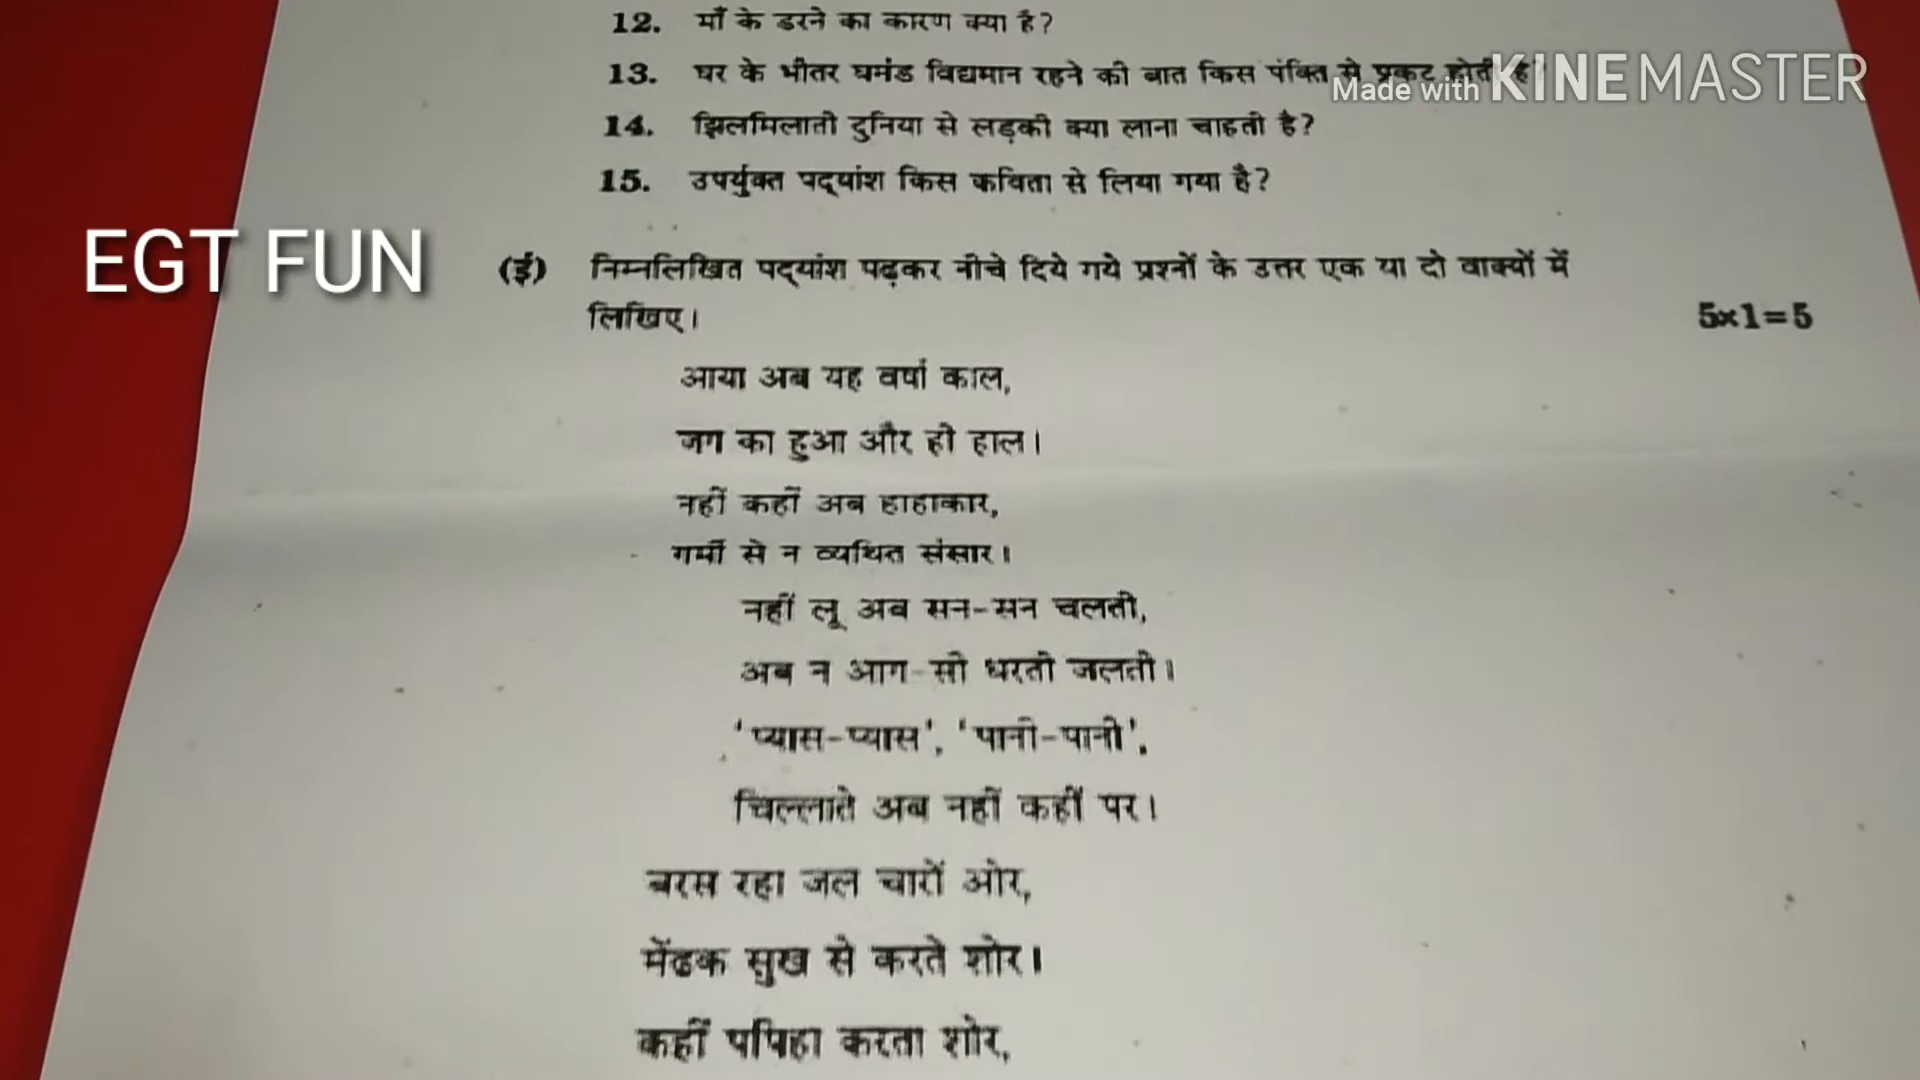 12. माँ के डरने का कारण क्या है?
13. घर के भीतर घमंड विद्यमान रहने की बात किस पंक्ति से प्रकट होती है?
Made with KINEMASTER
14. झिलमिलाती दुनिया से लड़की क्या लाना चाहती है?
15. उपर्युक्त पद्यांश किस कविता से लिया गया है?
EGT FUN
(ई) निम्नलिखित पद्यांश पढ़कर नीचे दिये गये प्रश्नों के उत्तर एक या दो वाक्यों में
लिखिए। 5×1=5
आया अब यह वर्षा काल,
जग का हुआ और ही हाल।
नहीं कहीं अब हाहाकार,
गर्मी से न व्यथित संसार।
नहीं लू अब सन-सन चलती,
अब न आग-सी धरती जलती।
'प्यास-प्यास', 'पानी-पानी',
चिल्लाते अब नहीं कहीं पर।
बरस रहा जल चारों ओर,
मेंढक सुख से करते शोर।
कहीं पपिहा करता शोर,